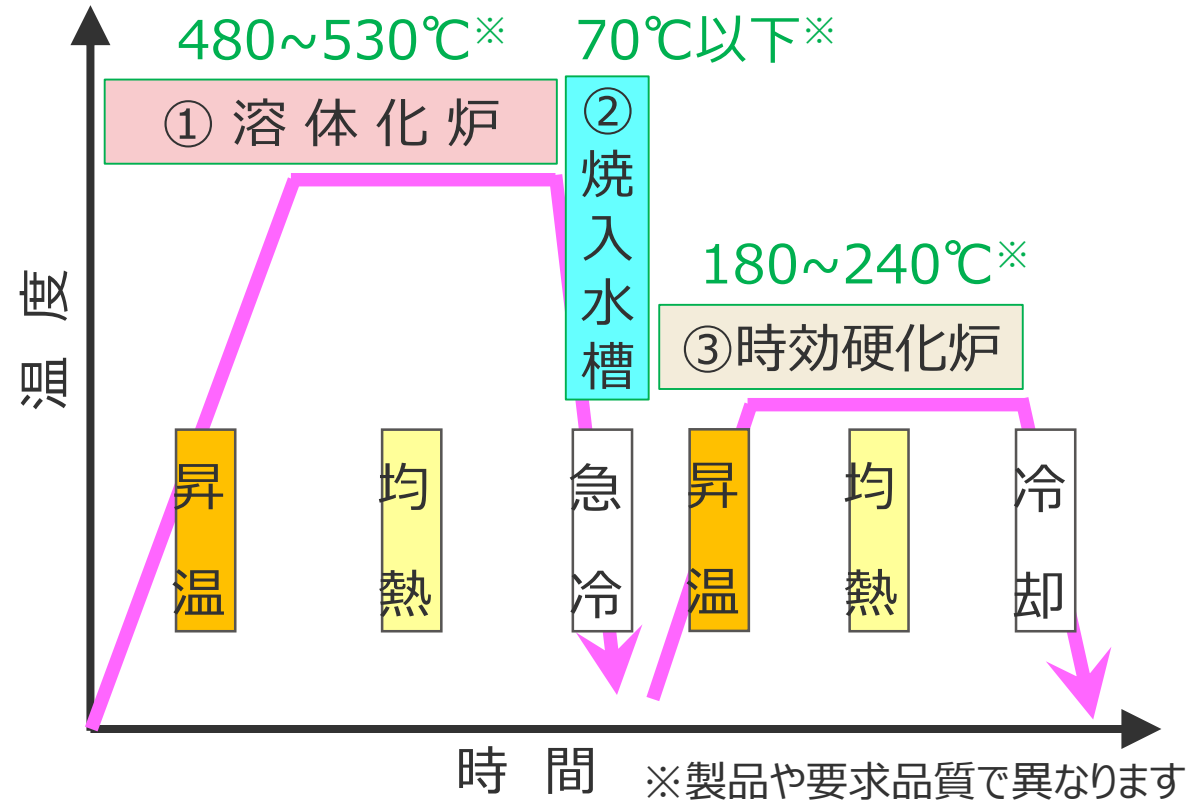 480~530℃※
70℃以下※
①溶体化炉
②焼入水槽
180~240℃※
③時効硬化炉
温度
昇温
均熱
急冷
昇温
均熱
冷却
時間
※製品や要求品質で異なります